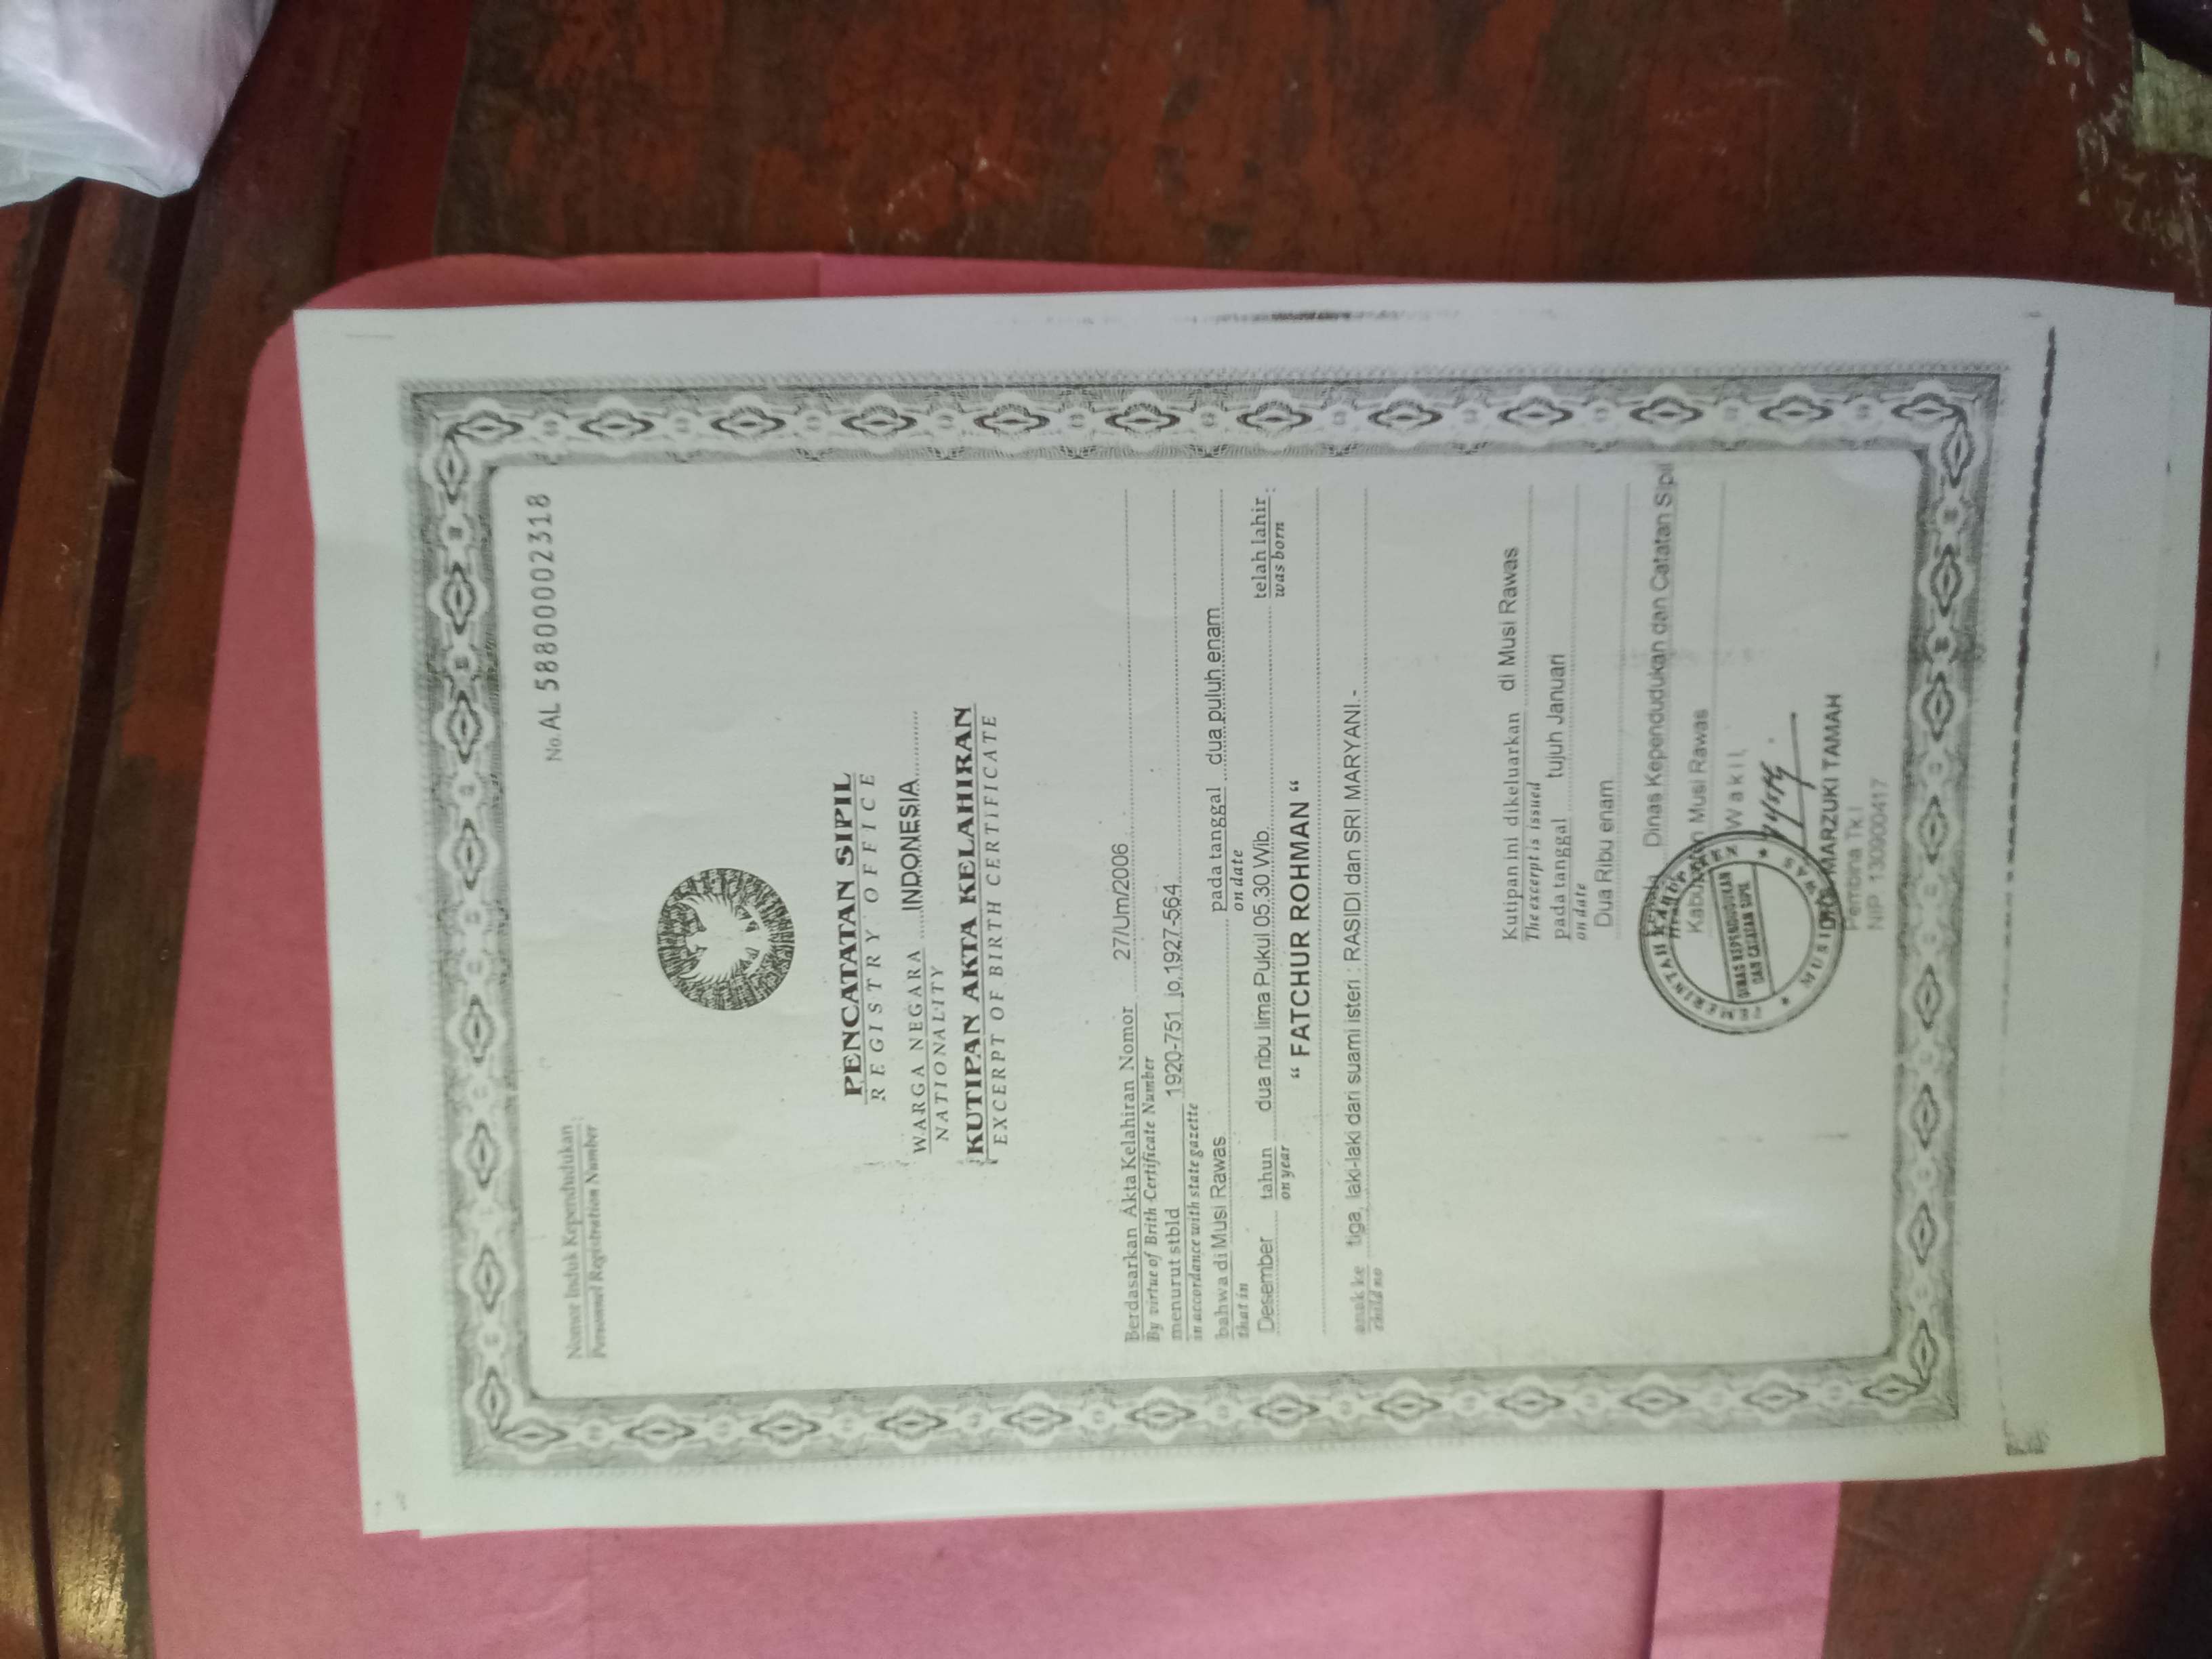 No. AL 58800002318
Nomor Induk Kependudukan :
Personnel Registration Number
PENCATATAN SIPIL
REGISTRY OFFICE
WARGA NEGARA ....INDONESIA............
NATIONALITY
KUTIPAN AKTA KELAHIRAN
EXCERPT OF BIRTH CERTIFICATE
Berdasarkan Akta Kelahiran Nomor 27/Um/2006
By virtue of Brith Certificate Number
menurut stbld 1920-751 jo.1927-564
in accordance with state gazette
bahwa di Musi Rawas pada tanggal dua puluh enam
that in on date
Desember tahun dua ribu lima Pukul 05.30 Wib. telah lahir
on year was born
“ FATCHUR ROHMAN “
anak ke tiga, laki-laki dari suami isteri : RASIDI dan SRI MARYANI.-
child no
Kutipan ini dikeluarkan di Musi Rawas
The excerpt is issued
pada tanggal tujuh Januari
on date
Dua Ribu enam
Kepala Dinas Kependudukan dan Catatan Sipil
Kabupaten Musi Rawas
Wakil,
PEMERINTAH KABUPATEN
DINAS KEPENDUDUKAN
DAN CATATAN SIPIL
MUSI RAWAS
DRS. MARZUKI TAMAH
Pembina Tk.I
NIP. 130900417